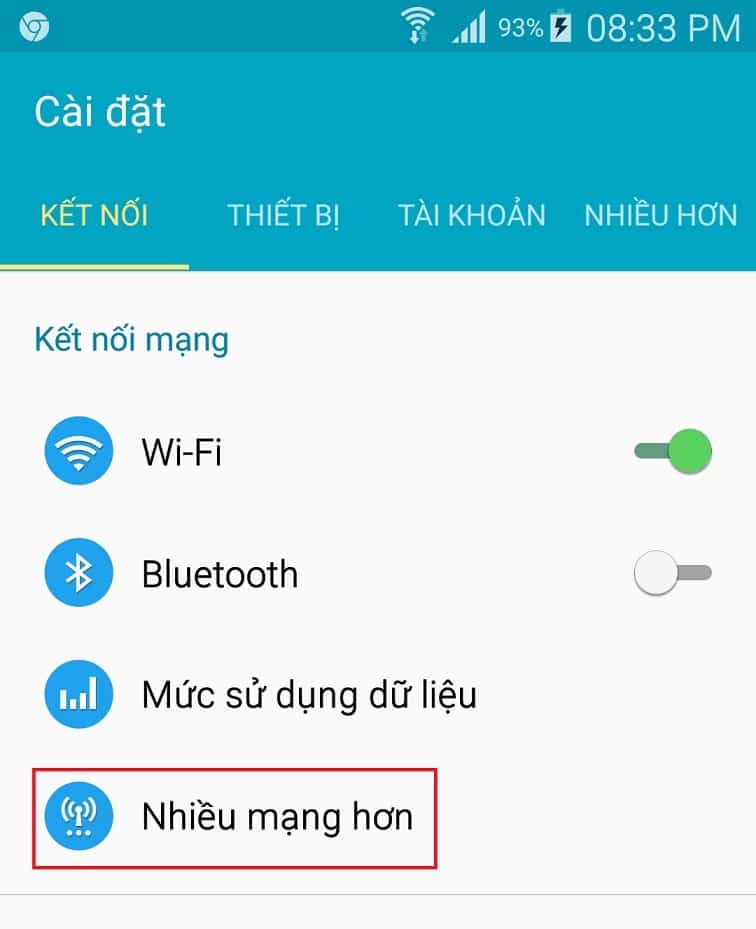 93% 08:33 PM
Cài đặt
KẾT NỐI THIẾT BỊ TÀI KHOẢN NHIỀU HƠN
Kết nối mạng
Wi-Fi
Bluetooth
Mức sử dụng dữ liệu
Nhiều mạng hơn